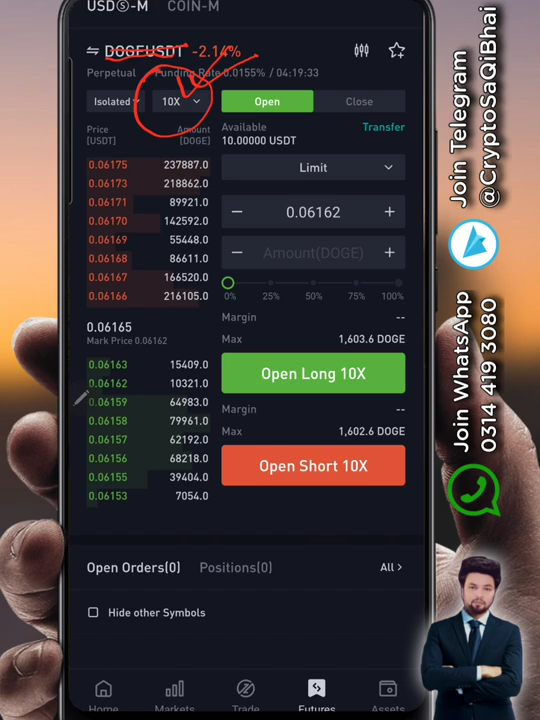 USDⓈ-M COIN-M
DOGEUSDT -2.14%
Perpetual Funding Rate 0.0155% / 04:19:33
Isolated 10X Open Close
Price [USDT] Amount [DOGE]
Available
10.00000 USDT
Transfer
0.06175 237887.0
0.06173 218862.0
0.06171 89921.0
0.06170 142592.0
0.06169 55448.0
0.06168 86611.0
0.06167 166520.0
0.06166 216105.0
0.06165
Mark Price 0.06162
0.06163 15409.0
0.06162 10321.0
0.06159 64983.0
0.06158 79961.0
0.06157 62192.0
0.06156 68218.0
0.06155 39404.0
0.06153 7054.0
Limit
− 0.06162 +
− Amount(DOGE) +
0% 25% 50% 75% 100%
Margin --
Max 1,603.6 DOGE
Open Long 10X
Margin --
Max 1,602.6 DOGE
Open Short 10X
Open Orders(0) Positions(0) All >
Hide other Symbols
Home Markets Trade Futures Assets
Join Telegram
@CryptoSaQiBhai
Join WhatsApp
0314 419 3080